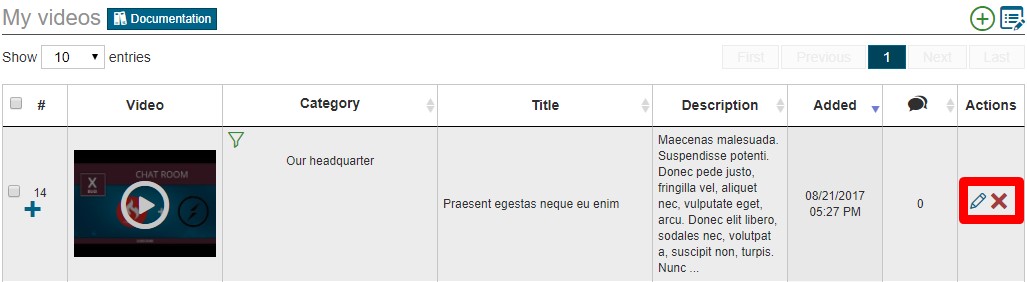 My videos Documentation
Show 10 entries First Previous 1 Next Last
# Video Category Title Description Added Actions
14
CHAT ROOM
X
Our headquarter
Praesent egestas neque eu enim
Maecenas malesuada.
Suspendisse potenti.
Donec pede justo,
fringilla vel, aliquet
nec, vulputate eget,
arcu. Donec elit libero,
sodales nec, volutpat
a, suscipit non, turpis.
Nunc ...
08/21/2017
05:27 PM
0